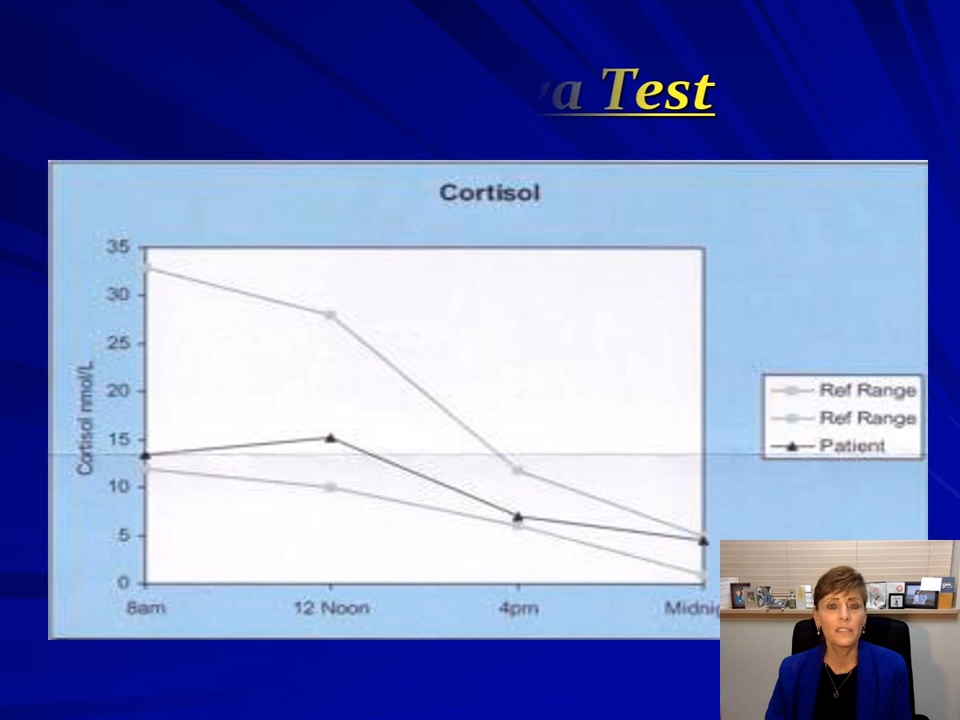 va Test
Cortisol
35
30
25
20
15
10
5
0
Cortisol nmol/L
8am
12 Noon
4pm
Midni
Ref Range
Ref Range
Patient